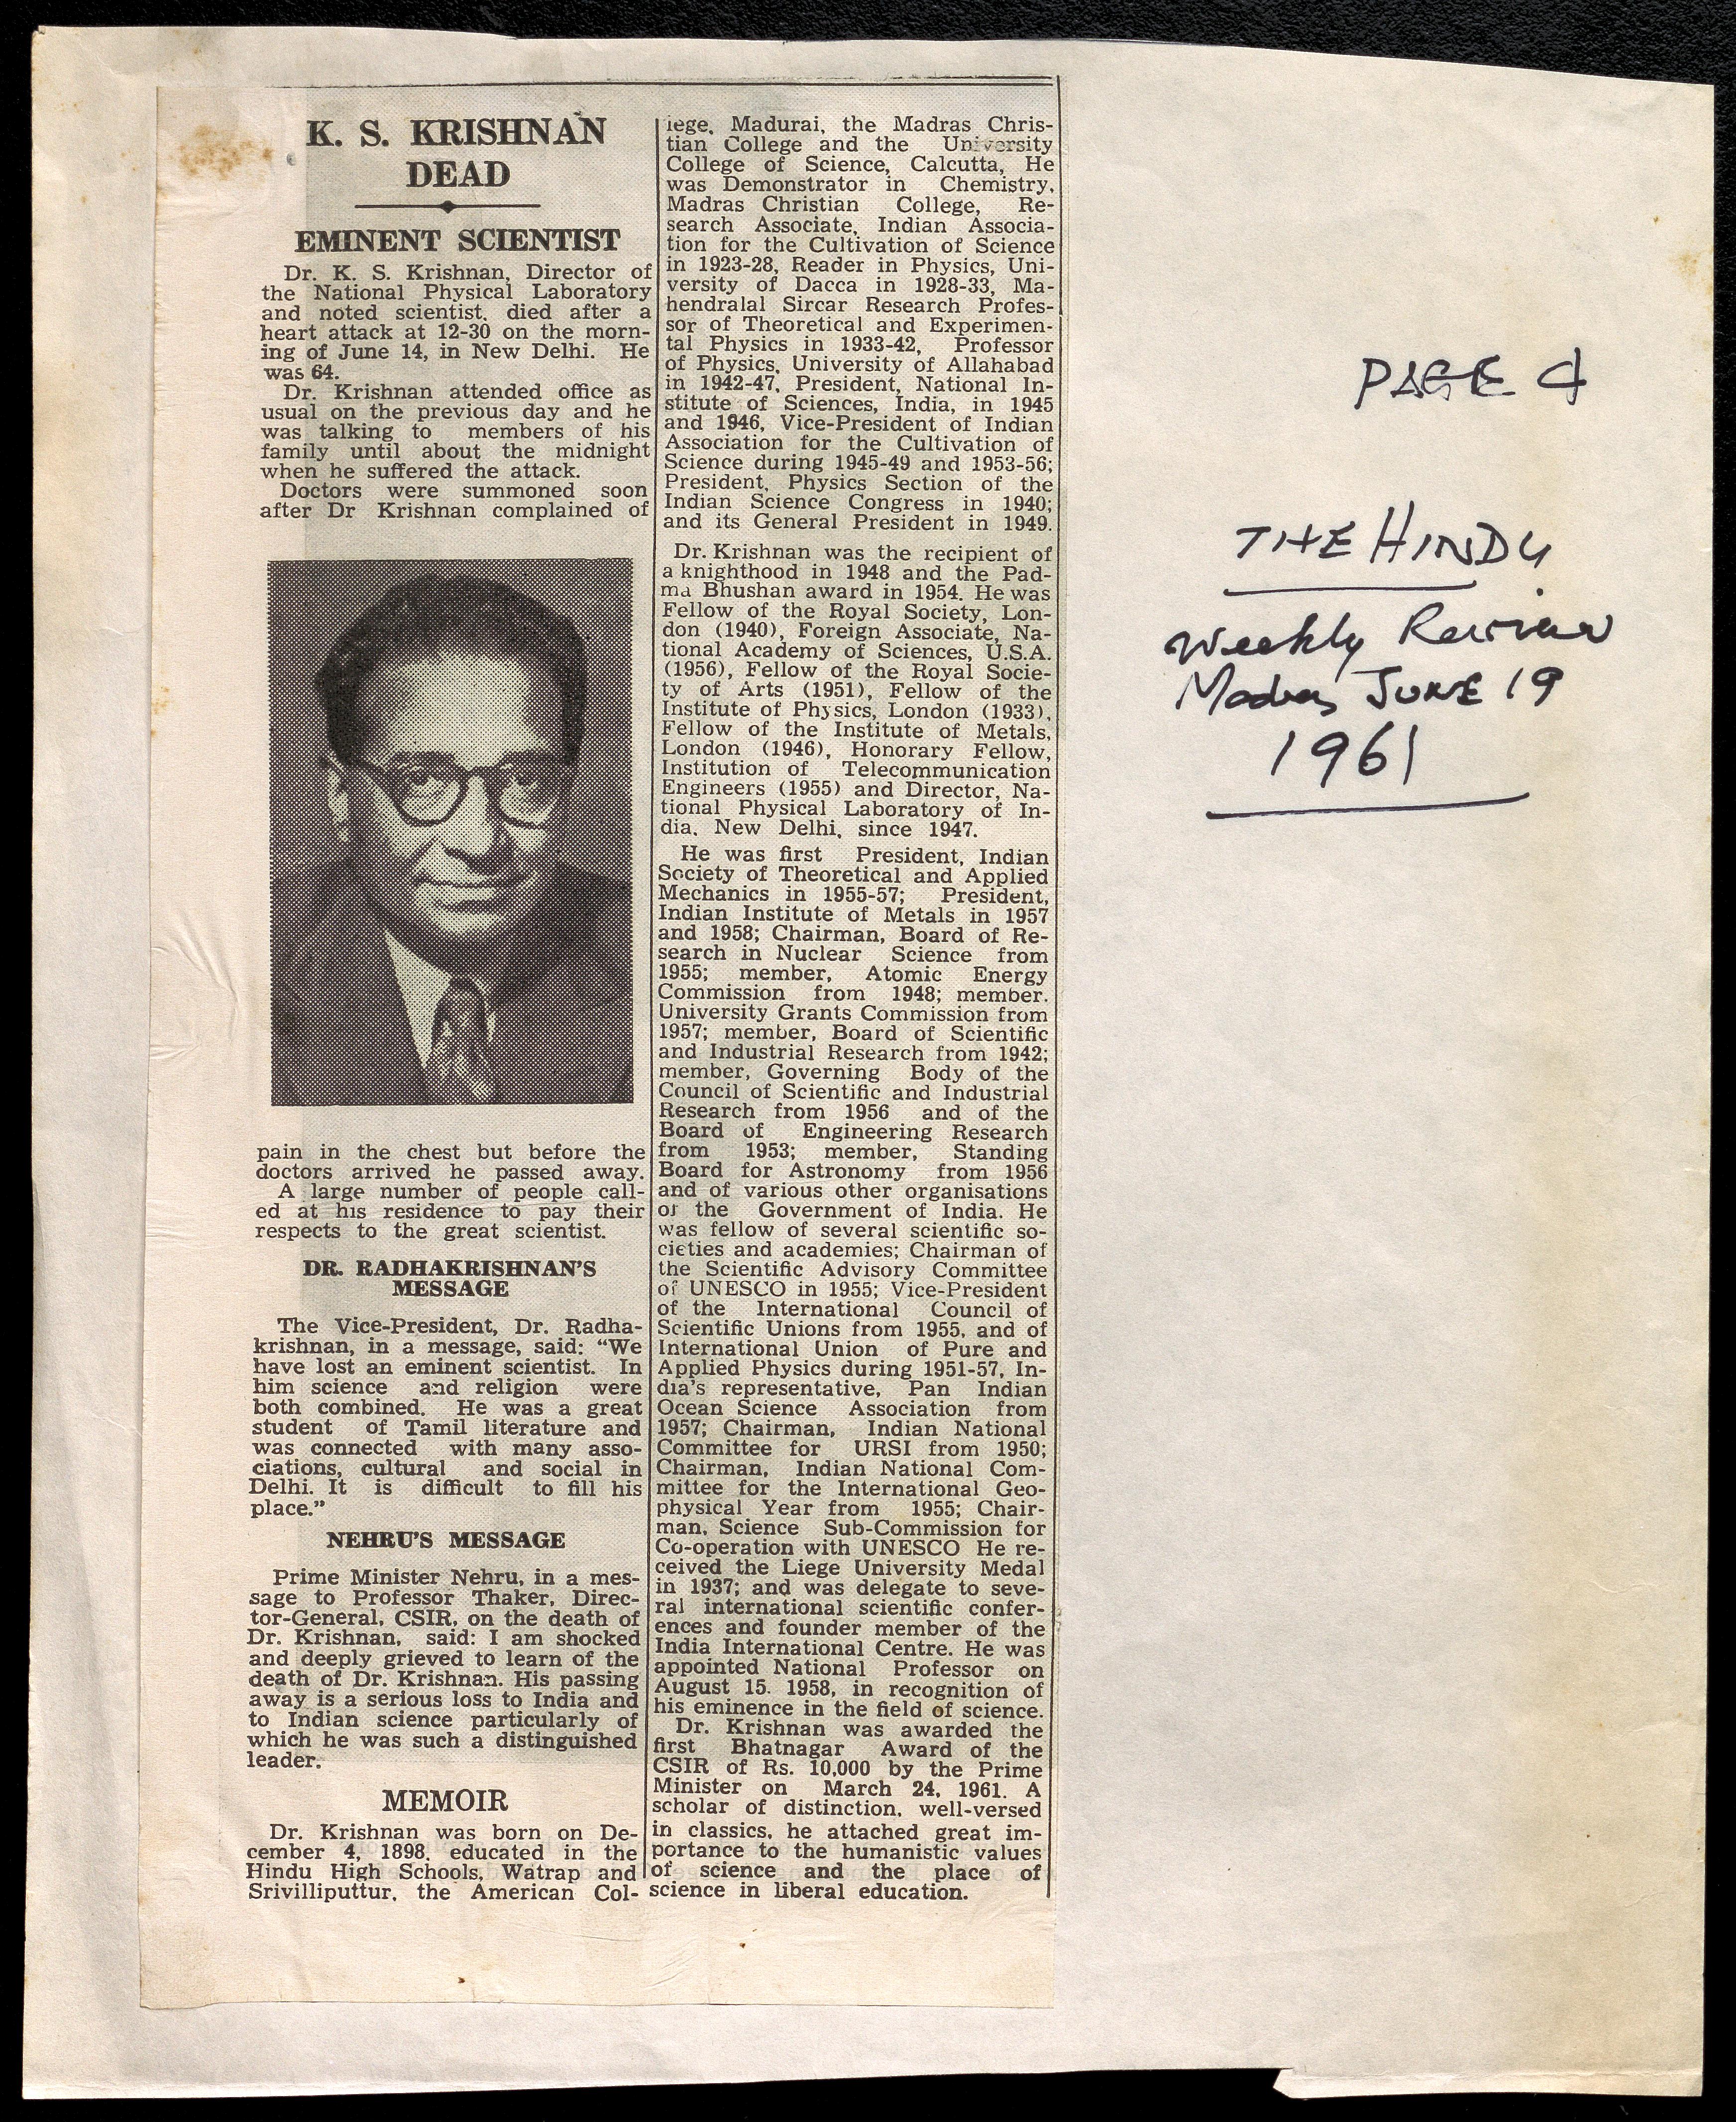 K. S. KRISHNAN
DEAD
EMINENT SCIENTIST
Dr. K. S. Krishnan, Director of
the National Physical Laboratory
and noted scientist, died after a
heart attack at 12-30 on the morn-
ing of June 14, in New Delhi. He
was 64.
Dr. Krishnan attended office as
usual on the previous day and he
was talking to members of his
family until about the midnight
when he suffered the attack.
Doctors were summoned soon
after Dr Krishnan complained of
pain in the chest but before the
doctors arrived he passed away.
A large number of people call-
ed at his residence to pay their
respects to the great scientist.
DR. RADHAKRISHNAN'S
MESSAGE
The Vice-President, Dr. Radha-
krishnan, in a message, said: "We
have lost an eminent scientist. In
him science and religion were
both combined. He was a great
student of Tamil literature and
was connected with many asso-
ciations, cultural and social in
Delhi. It is difficult to fill his
place."
NEHRU'S MESSAGE
Prime Minister Nehru, in a mes-
sage to Professor Thaker, Direc-
tor-General, CSIR, on the death of
Dr. Krishnan, said: I am shocked
and deeply grieved to learn of the
death of Dr. Krishnan. His passing
away is a serious loss to India and
to Indian science particularly of
which he was such a distinguished
leader.
MEMOIR
Dr. Krishnan was born on De-
cember 4, 1898, educated in the
Hindu High Schools, Watrap and
Srivilliputtur, the American Col-
lege, Madurai, the Madras Chris-
tian College and the University
College of Science, Calcutta, He
was Demonstrator in Chemistry,
Madras Christian College, Re-
search Associate, Indian Associa-
tion for the Cultivation of Science
in 1923-28, Reader in Physics, Uni-
versity of Dacca in 1928-33, Ma-
hendralal Sircar Research Profes-
sor of Theoretical and Experimen-
tal Physics in 1933-42, Professor
of Physics, University of Allahabad
in 1942-47, President, National In-
stitute of Sciences, India, in 1945
and 1946, Vice-President of Indian
Association for the Cultivation of
Science during 1945-49 and 1953-56;
President, Physics Section of the
Indian Science Congress in 1940;
and its General President in 1949.
Dr. Krishnan was the recipient of
a knighthood in 1948 and the Pad-
ma Bhushan award in 1954. He was
Fellow of the Royal Society, Lon-
don (1940), Foreign Associate, Na-
tional Academy of Sciences, U.S.A.
(1956), Fellow of the Royal Socie-
ty of Arts (1951), Fellow of the
Institute of Physics, London (1933),
Fellow of the Institute of Metals,
London (1946), Honorary Fellow,
Institution of Telecommunication
Engineers (1955) and Director, Na-
tional Physical Laboratory of In-
dia, New Delhi, since 1947.
He was first President, Indian
Society of Theoretical and Applied
Mechanics in 1955-57; President,
Indian Institute of Metals in 1957
and 1958; Chairman, Board of Re-
search in Nuclear Science from
1955; member, Atomic Energy
Commission from 1948; member.
University Grants Commission from
1957; member, Board of Scientific
and Industrial Research from 1942;
member, Governing Body of the
Council of Scientific and Industrial
Research from 1956 and of the
Board of Engineering Research
from 1953; member, Standing
Board for Astronomy from 1956
and of various other organisations
of the Government of India. He
was fellow of several scientific so-
cieties and academies; Chairman of
the Scientific Advisory Committee
of UNESCO in 1955; Vice-President
of the International Council of
Scientific Unions from 1955, and of
International Union of Pure and
Applied Physics during 1951-57, In-
dia's representative, Pan Indian
Ocean Science Association from
1957; Chairman, Indian National
Committee for URSI from 1950;
Chairman, Indian National Com-
mittee for the International Geo-
physical Year from 1955; Chair-
man, Science Sub-Commission for
Co-operation with UNESCO He re-
ceived the Liege University Medal
in 1937; and was delegate to seve-
ral international scientific confer-
ences and founder member of the
India International Centre. He was
appointed National Professor on
August 15, 1958, in recognition of
his eminence in the field of science.
Dr. Krishnan was awarded the
first Bhatnagar Award of the
CSIR of Rs. 10,000 by the Prime
Minister on March 24, 1961. A
scholar of distinction, well-versed
in classics, he attached great im-
portance to the humanistic values
of science and the place of
science in liberal education.
PAGE 4
THE HINDU
Weekly Review
Madras JUNE 19
1961